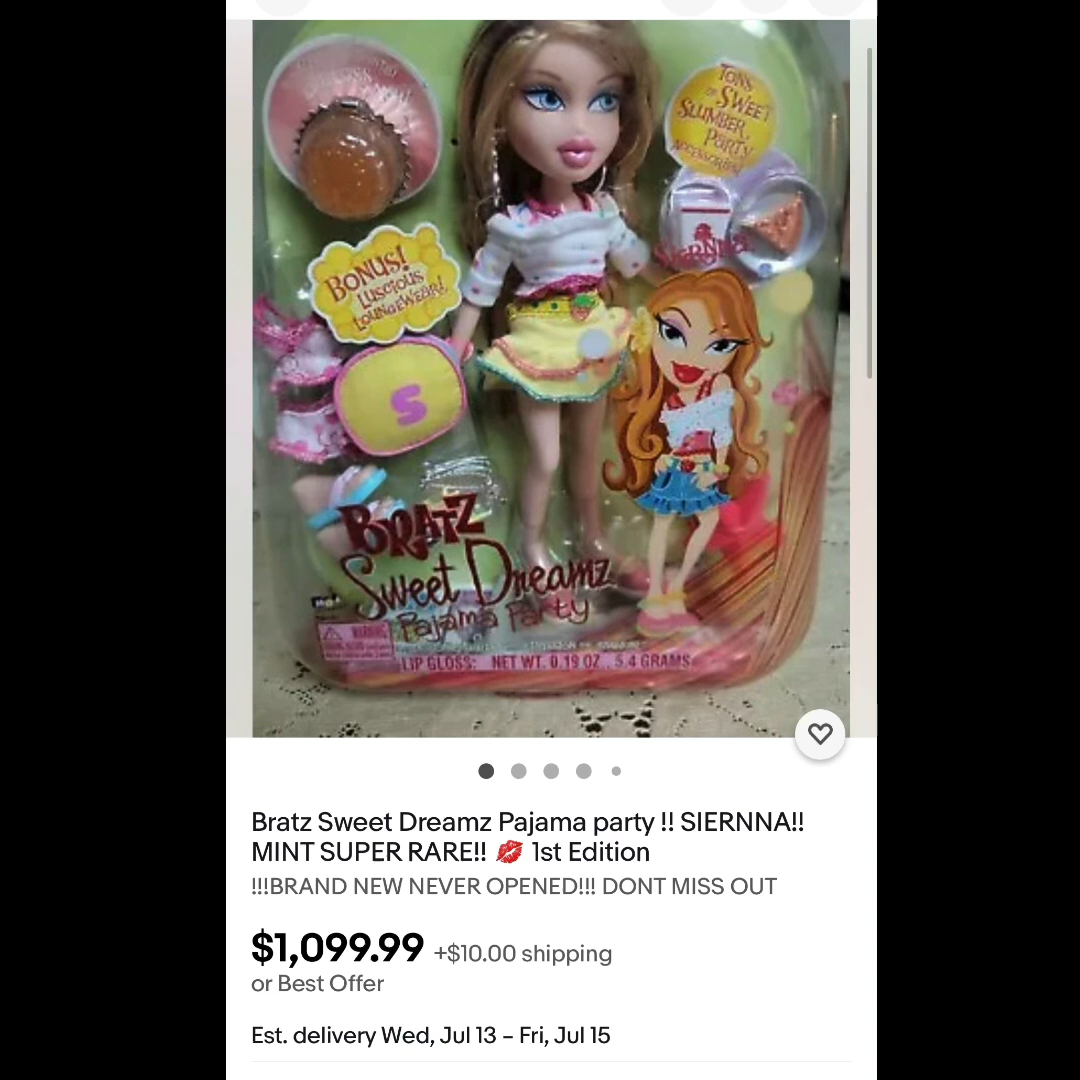 TONS
OF SWEET
SLUMBER
PARTY
ACCESSORIES!
SIERNNA
BONUS!
LUSCIOUS
LOUNGEWEAR!
S
BRATZ
Sweet Dreamz
Pajama Party
WARNING:
LIP GLOSS: NET WT. 0.19 OZ., 5.4 GRAMS
Bratz Sweet Dreamz Pajama party !! SIERNNA!!
MINT SUPER RARE!! 💋 1st Edition
!!!BRAND NEW NEVER OPENED!!! DONT MISS OUT
$1,099.99 +$10.00 shipping
or Best Offer
Est. delivery Wed, Jul 13 – Fri, Jul 15